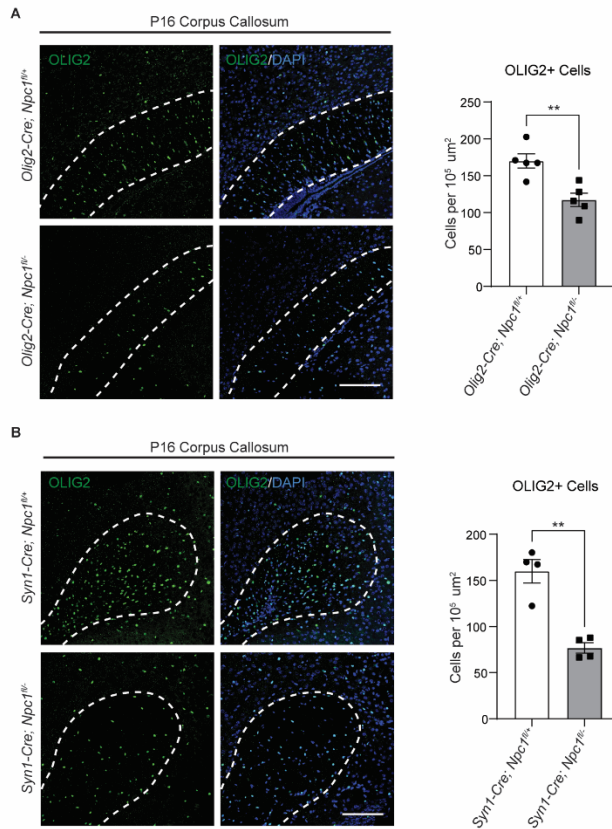 A
P16 Corpus Callosum
OLIG2
OLIG2/DAPI
Olig2-Cre; Npc1fl/+
Olig2-Cre; Npc1fl/-
OLIG2+ Cells
**
Cells per 10⁵ um²
250
200
150
100
50
0
Olig2-Cre; Npc1fl/+
Olig2-Cre; Npc1fl/-
B
P16 Corpus Callosum
OLIG2
OLIG2/DAPI
Syn1-Cre; Npc1fl/+
Syn1-Cre; Npc1fl/-
OLIG2+ Cells
**
Cells per 10⁵ um²
200
150
100
50
0
Syn1-Cre; Npc1fl/+
Syn1-Cre; Npc1fl/-